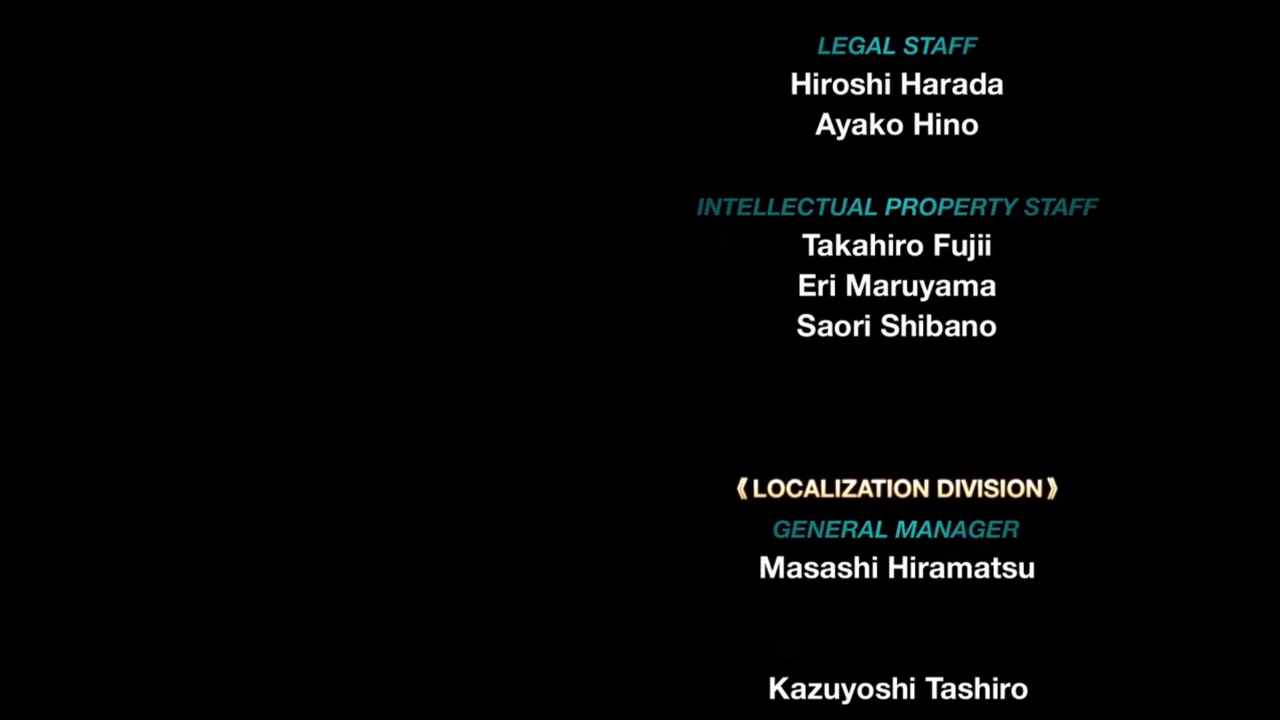 LEGAL STAFF
Hiroshi Harada
Ayako Hino
INTELLECTUAL PROPERTY STAFF
Takahiro Fujii
Eri Maruyama
Saori Shibano
《LOCALIZATION DIVISION》
GENERAL MANAGER
Masashi Hiramatsu
Kazuyoshi Tashiro